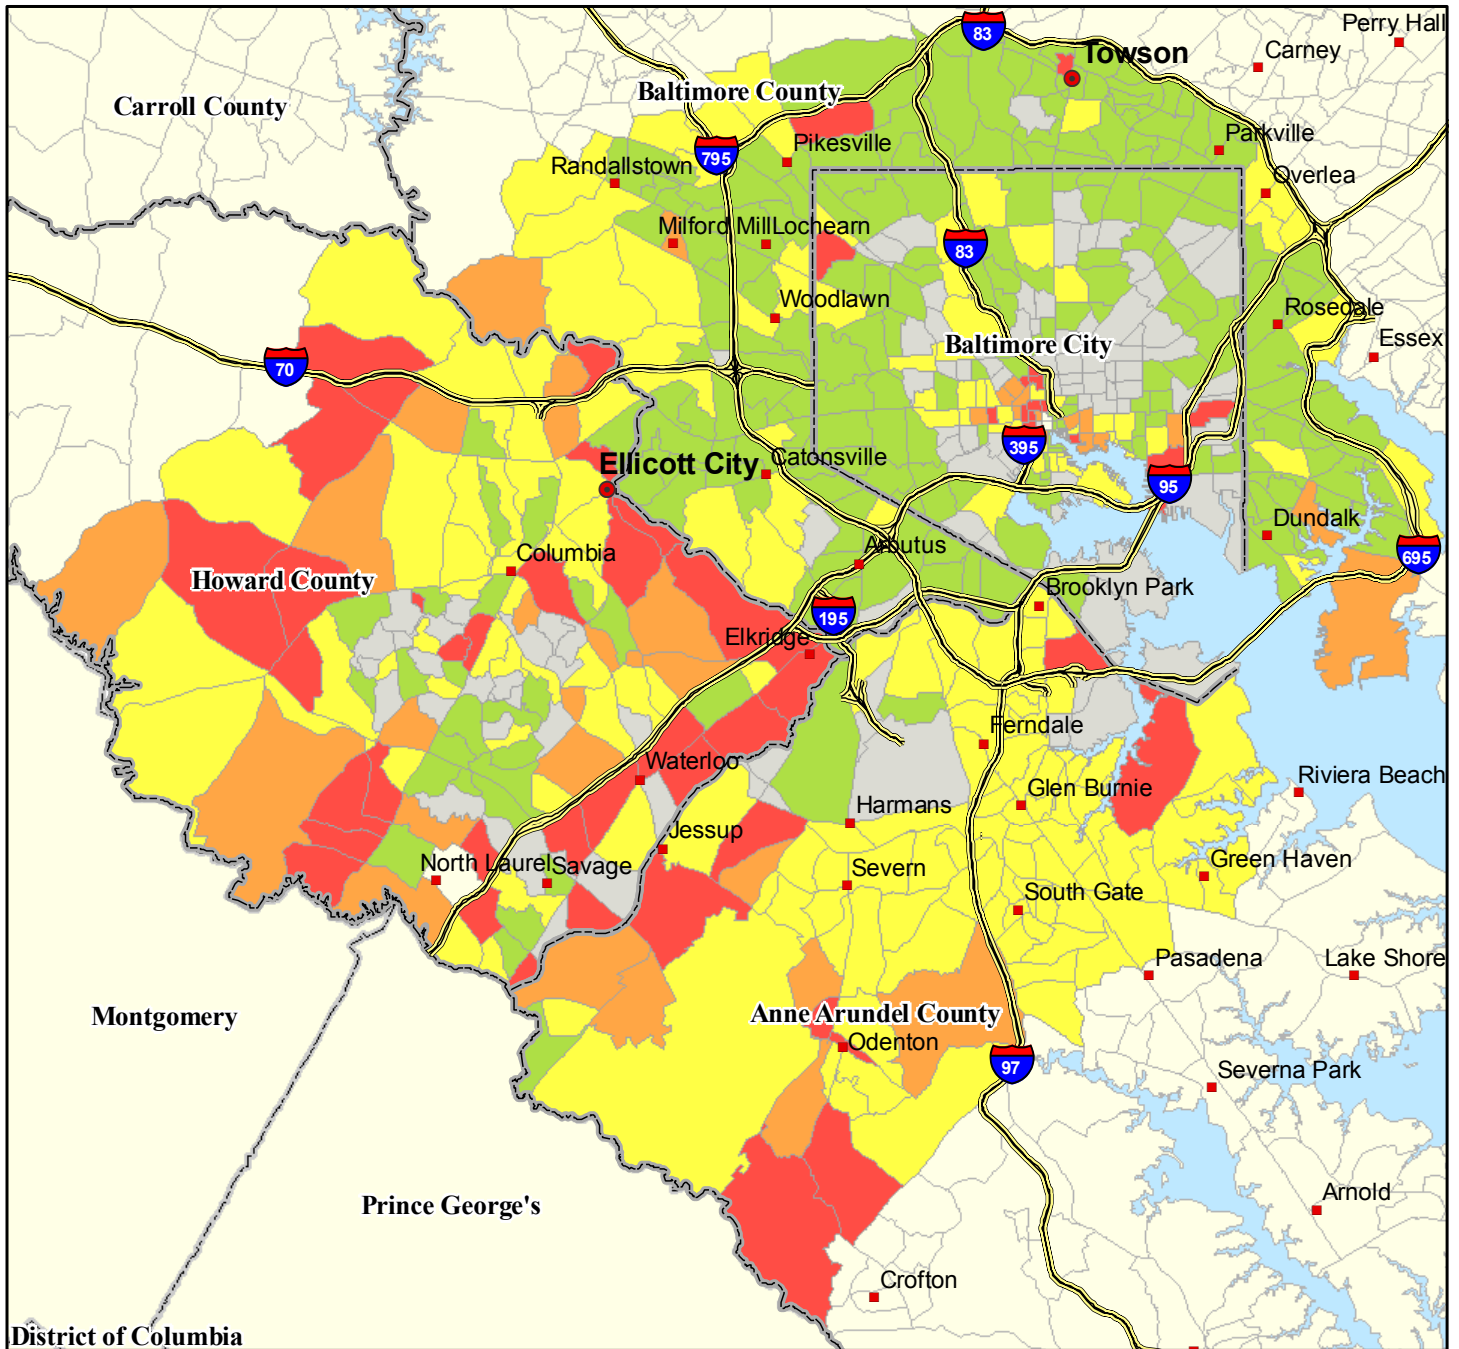 Perry Hall
83
Towson
Carney
Baltimore County
Carroll County
Parkville
Pikesville
795
Randallstown
Overlea
Milford Mill
Lochearn
83
Woodlawn
Rosedale
Essex
Baltimore City
70
395
Ellicott City
Catonsville
95
Dundalk
Arbutus
695
Columbia
Howard County
Brooklyn Park
195
Elkridge
Ferndale
Waterloo
Riviera Beach
Glen Burnie
Harmans
Jessup
Green Haven
North Laurel
Savage
Severn
South Gate
Pasadena
Lake Shore
Montgomery
Anne Arundel County
Odenton
97
Severna Park
Arnold
Prince George's
Crofton
District of Columbia